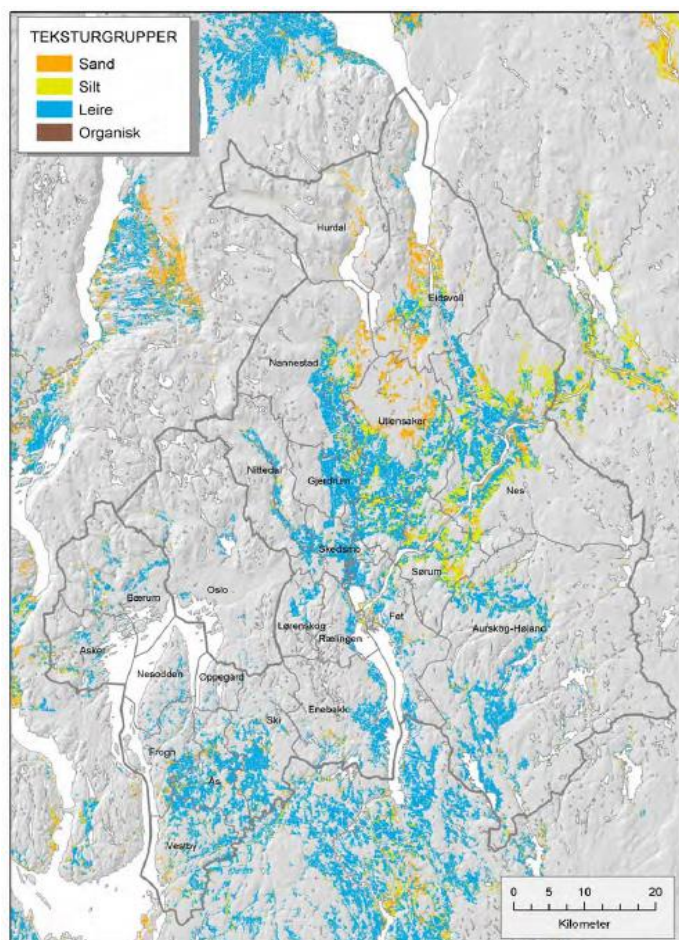 TEKSTURGRUPPER
Sand
Silt
Leire
Organisk
Hurdal
Eidsvoll
Nannestad
Ullensaker
Nittedal
Gjerdrum
Nes
Skedsmo
Sørum
Bærum
Oslo
Lørenskog
Fet
Aurskog-Høland
Rælingen
Asker
Nesodden
Oppegård
Enebakk
Ski
Frogn
Ås
Vestby
0 5 10 20
Kilometer